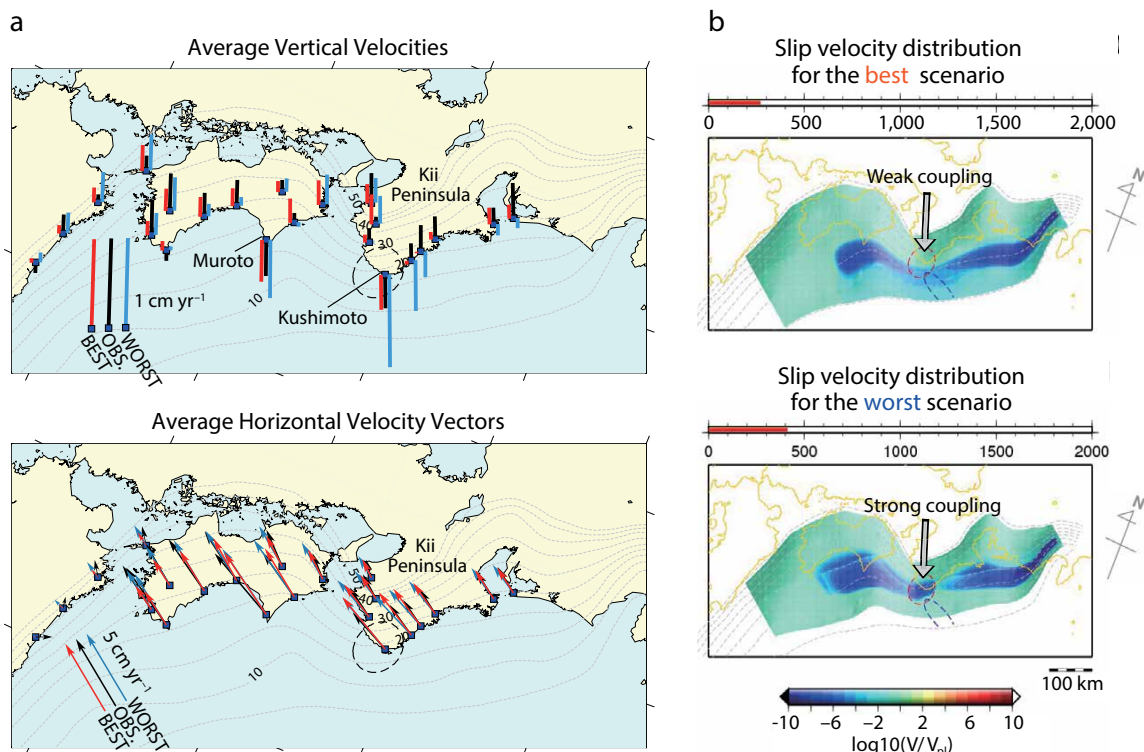 a
Average Vertical Velocities
Kii
Peninsula
50
40
30
20
10
Muroto
Kushimoto
1 cm yr⁻¹
BEST
OBS.
WORST
Average Horizontal Velocity Vectors
Kii
Peninsula
50
40
30
20
10
5 cm yr⁻¹
BEST
OBS.
WORST
b
Slip velocity distribution
for the best scenario
0 500 1,000 1,500 2,000
Weak coupling
N
Slip velocity distribution
for the worst scenario
0 500 1000 1500 2000
Strong coupling
N
100 km
-10 −6 −2 2 6 10
log10(V/Vpl)